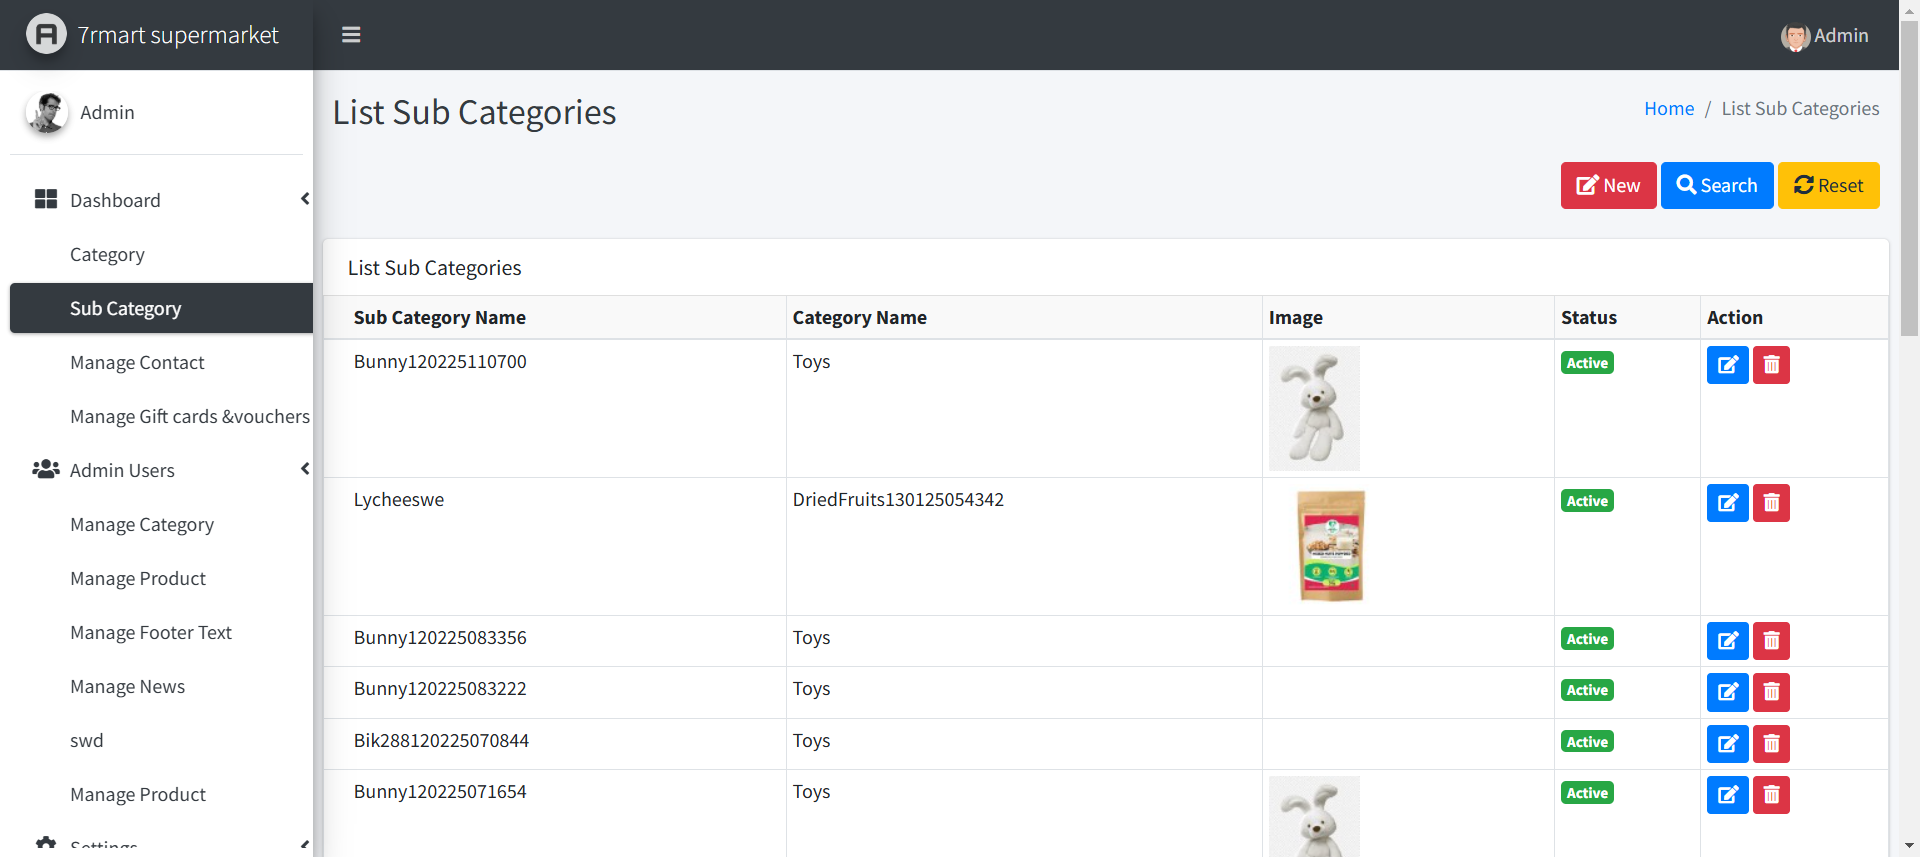 7rmart supermarket
Admin
Admin
List Sub Categories
Home / List Sub Categories
New Search Reset
Dashboard
Category
Sub Category
Manage Contact
Manage Gift cards &vouchers
Admin Users
Manage Category
Manage Product
Manage Footer Text
Manage News
swd
Manage Product
Settings
List Sub Categories
Sub Category Name Category Name Image Status Action
Bunny120225110700 Toys Active
Lycheeswe DriedFruits130125054342 Active
Bunny120225083356 Toys Active
Bunny120225083222 Toys Active
Bik288120225070844 Toys Active
Bunny120225071654 Toys Active